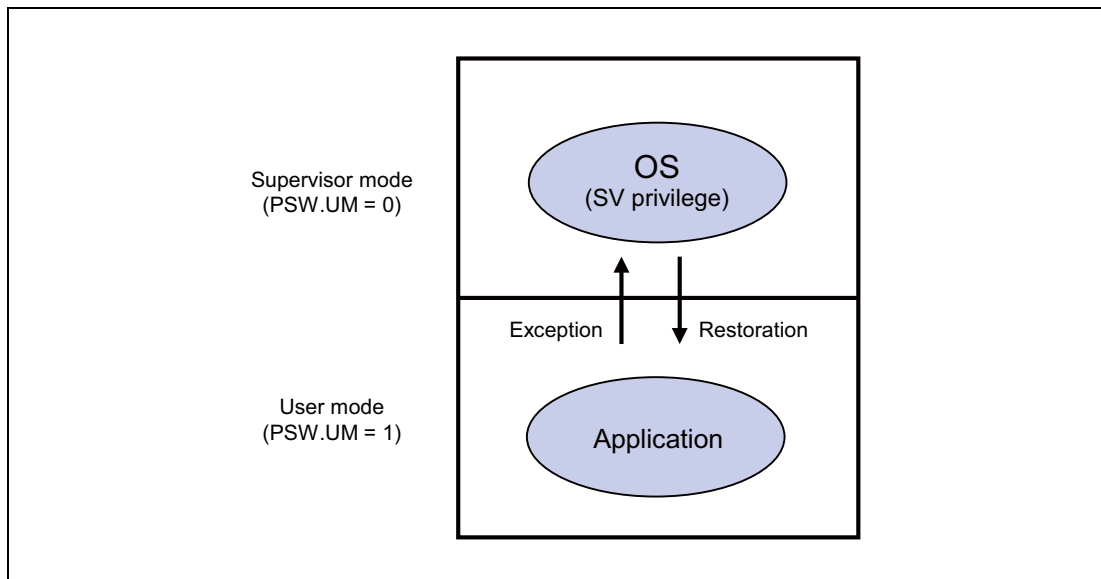 OS
(SV privilege)
Supervisor mode
(PSW.UM = 0)
Exception
Restoration
User mode
(PSW.UM = 1)
Application